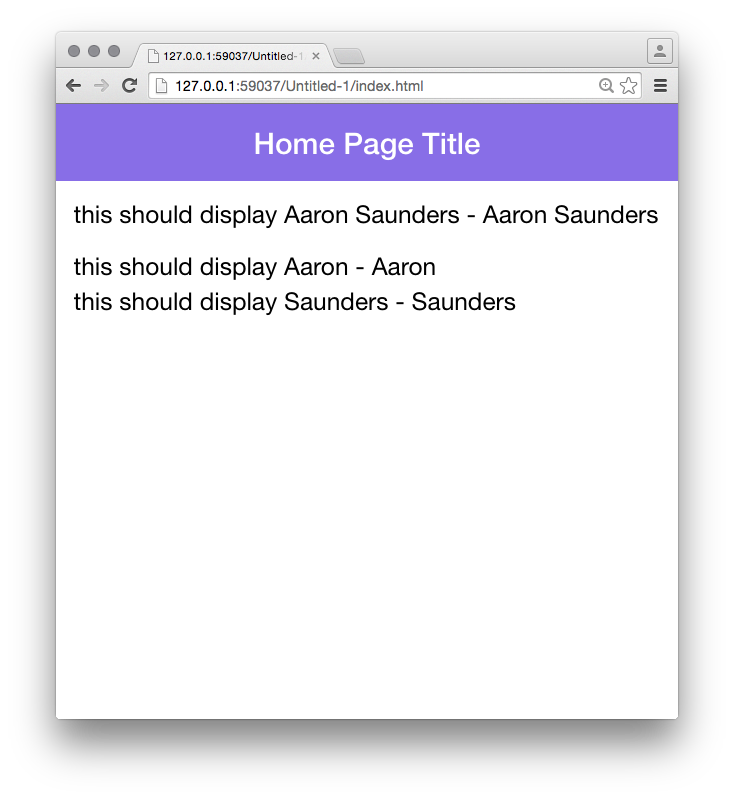 127.0.0.1:59037/Untitled-1
127.0.0.1:59037/Untitled-1/index.html
Home Page Title
this should display Aaron Saunders - Aaron Saunders
this should display Aaron - Aaron
this should display Saunders - Saunders